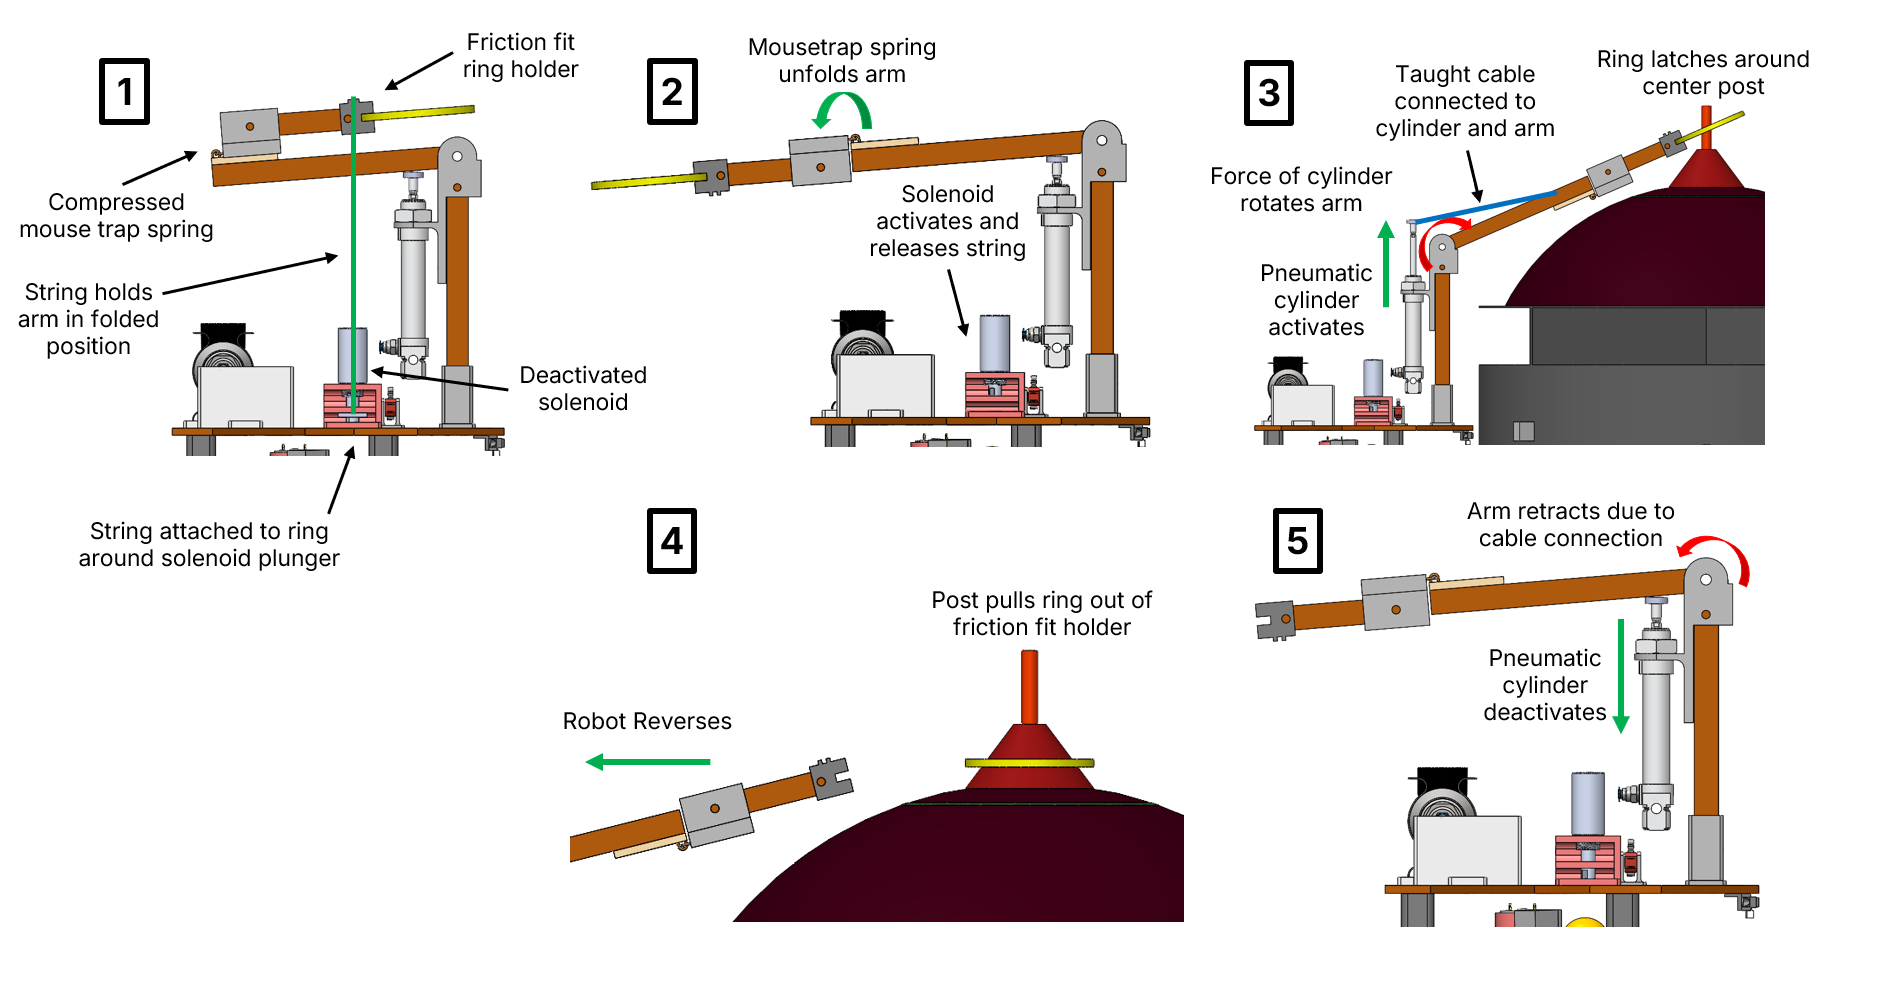 1
Friction fit
ring holder
Compressed
mouse trap spring
String holds
arm in folded
position
Deactivated
solenoid
String attached to ring
around solenoid plunger
2
Mousetrap spring
unfolds arm
Solenoid
activates and
releases string
3
Taught cable
connected to
cylinder and arm
Ring latches around
center post
Force of cylinder
rotates arm
Pneumatic
cylinder
activates
4
Post pulls ring out of
friction fit holder
Robot Reverses
5
Arm retracts due to
cable connection
Pneumatic
cylinder
deactivates